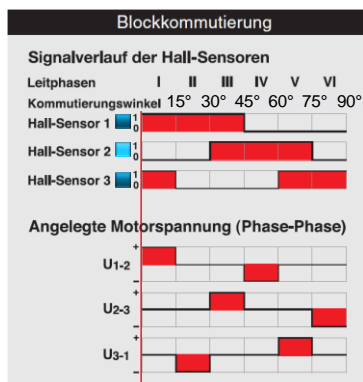 Blockkommutierung
Signalverlauf der Hall-Sensoren
Leitphasen I II III IV V VI
Kommutierungswinkel 15° 30° 45° 60° 75° 90°
Hall-Sensor 1 1 0
Hall-Sensor 2 1 0
Hall-Sensor 3 1 0
Angelegte Motorspannung (Phase-Phase)
U1-2 + −
U2-3 + −
U3-1 + −